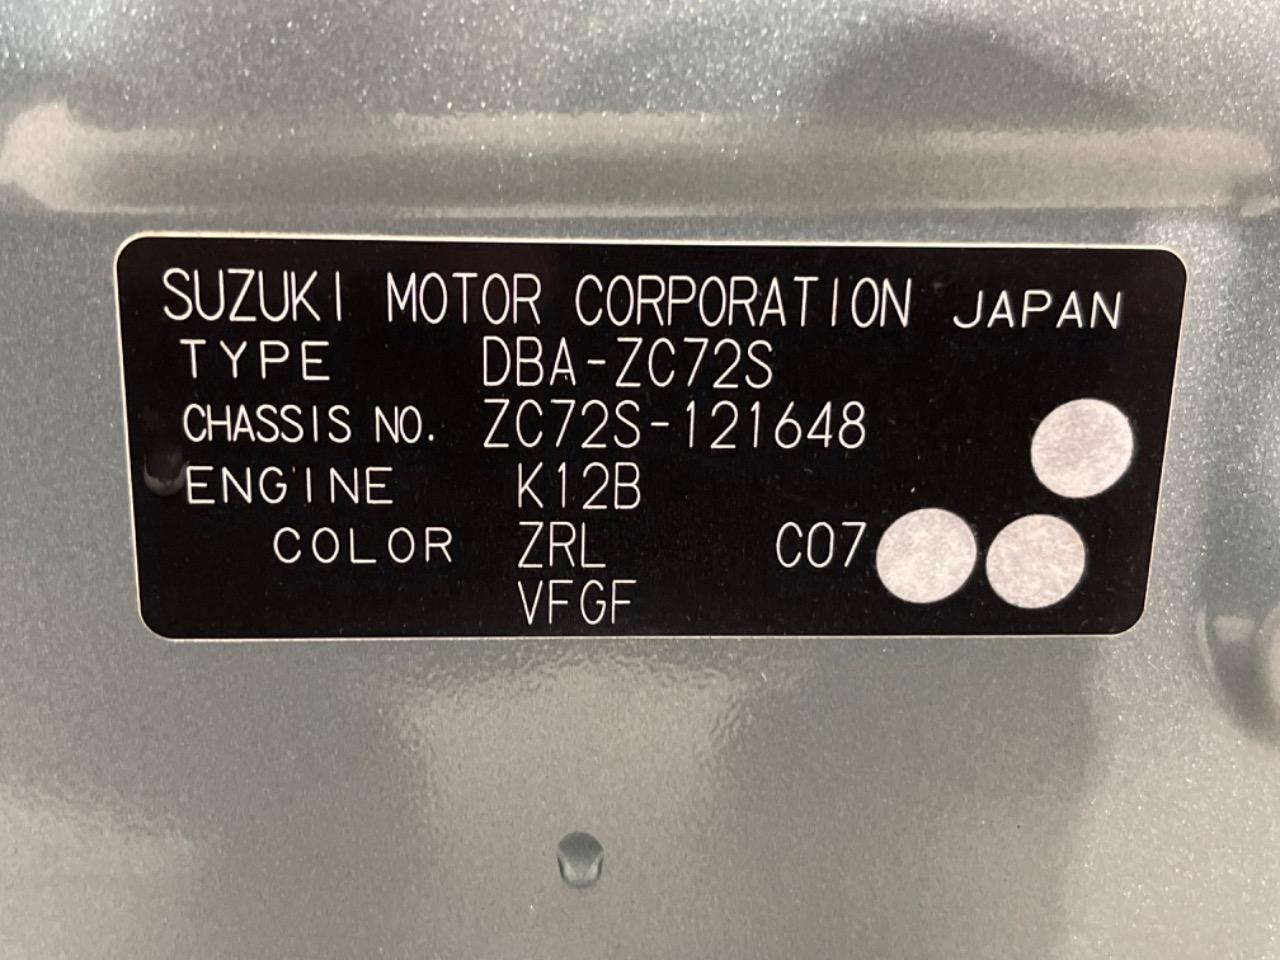 SUZUKI MOTOR CORPORATION JAPAN
TYPE DBA-ZC72S
CHASSIS NO. ZC72S-121648
ENGINE K12B
COLOR ZRL C07
VFGF